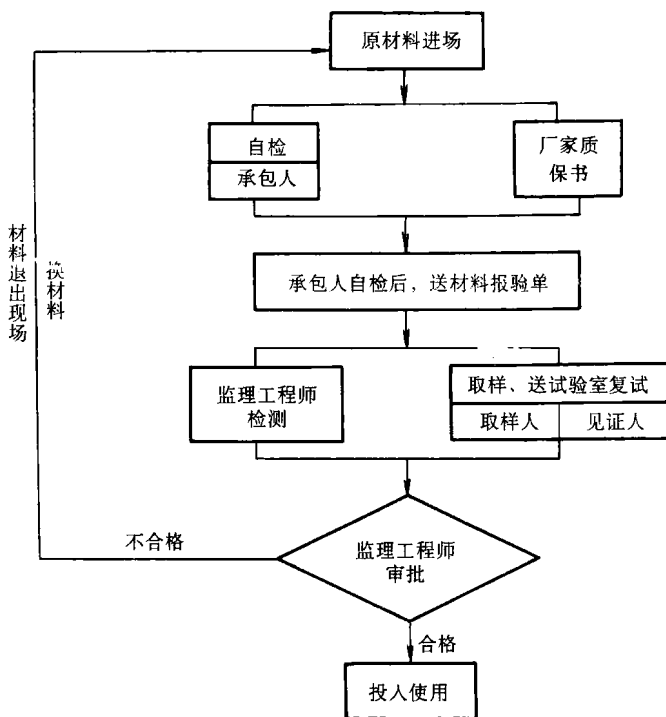 原材料进场
自检
承包人
厂家质
保书
承包人自检后，送材料报验单
材料退出现场
换材料
监理工程师
检测
取样、送试验室复试
取样人
见证人
不合格
监理工程师
审批
合格
投入使用